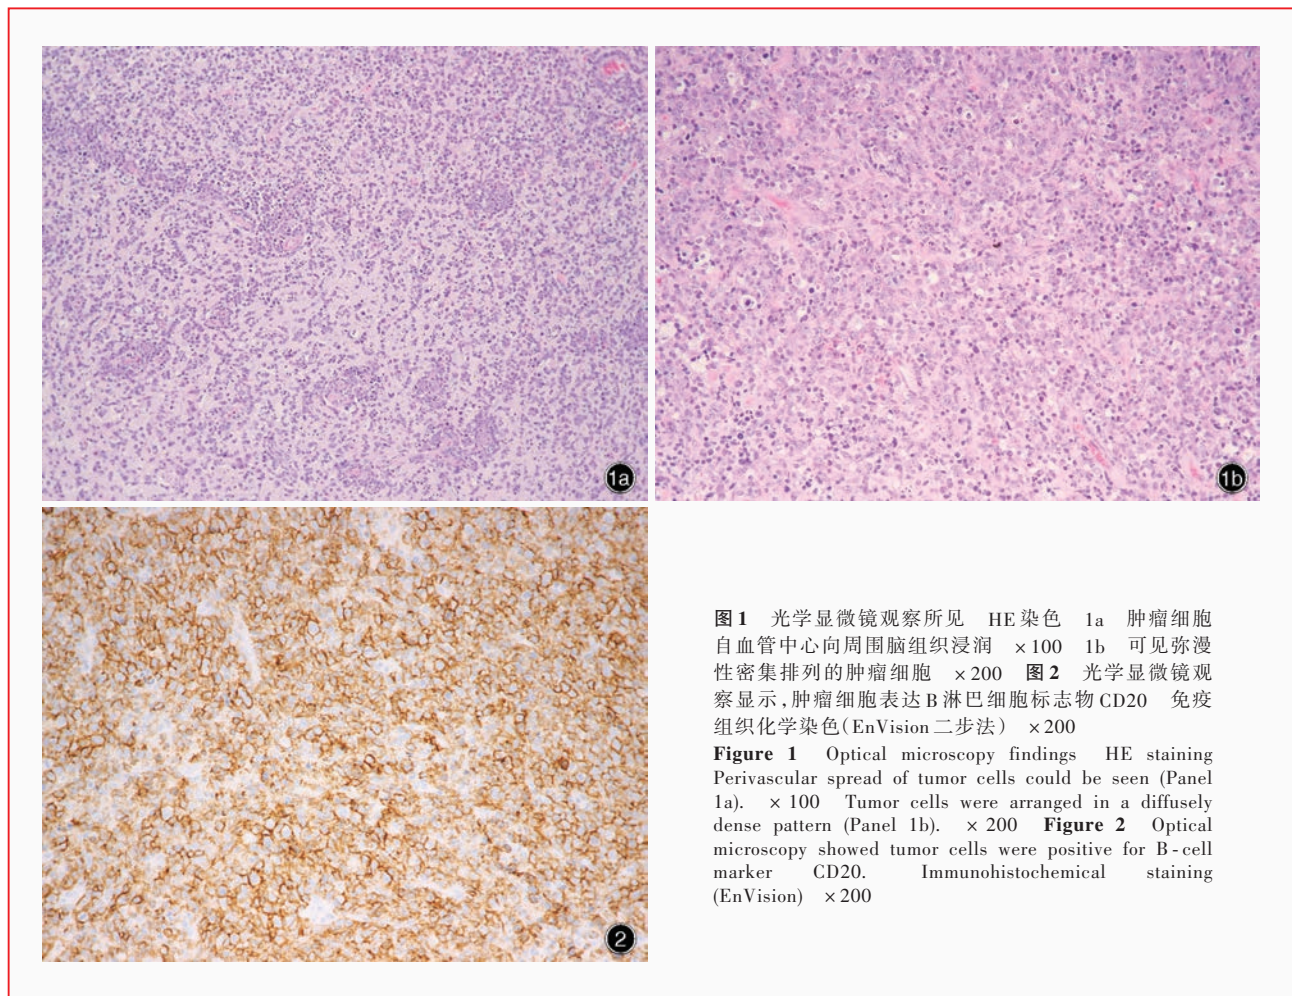 1a
1b
2
图1 光学显微镜观察所见 HE染色 1a 肿瘤细胞
自血管中心向周围脑组织浸润 ×100 1b 可见弥漫
性密集排列的肿瘤细胞 ×200 图2 光学显微镜观
察显示,肿瘤细胞表达B淋巴细胞标志物CD20 免疫
组织化学染色(EnVision二步法) ×200
Figure 1 Optical microscopy findings HE staining
Perivascular spread of tumor cells could be seen (Panel
1a). ×100 Tumor cells were arranged in a diffusely
dense pattern (Panel 1b). ×200 Figure 2 Optical
microscopy showed tumor cells were positive for B-cell
marker CD20. Immunohistochemical staining
(EnVision) ×200